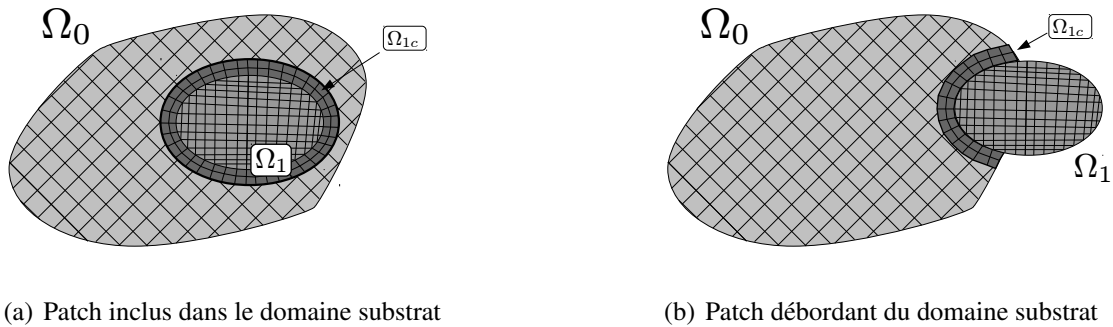 Ω₀
Ω₁c
Ω₁
(a) Patch inclus dans le domaine substrat
Ω₀
Ω₁c
Ω₁
(b) Patch débordant du domaine substrat